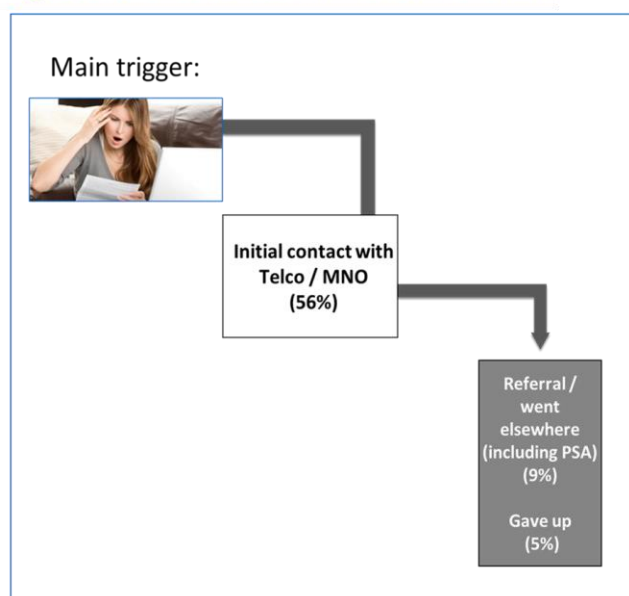 Main trigger:
Initial contact with
Telco / MNO
(56%)
Referral /
went
elsewhere
(including PSA)
(9%)
Gave up
(5%)